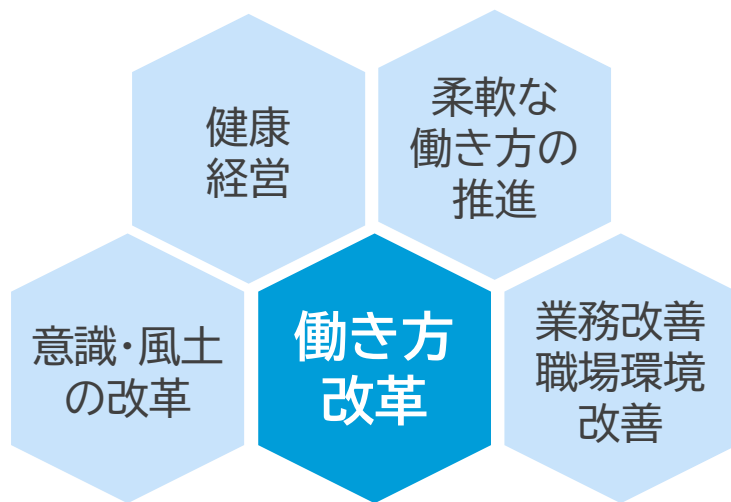 健康
経営
柔軟な
働き方の
推進
意識・風土
の改革
働き方
改革
業務改善
職場環境
改善